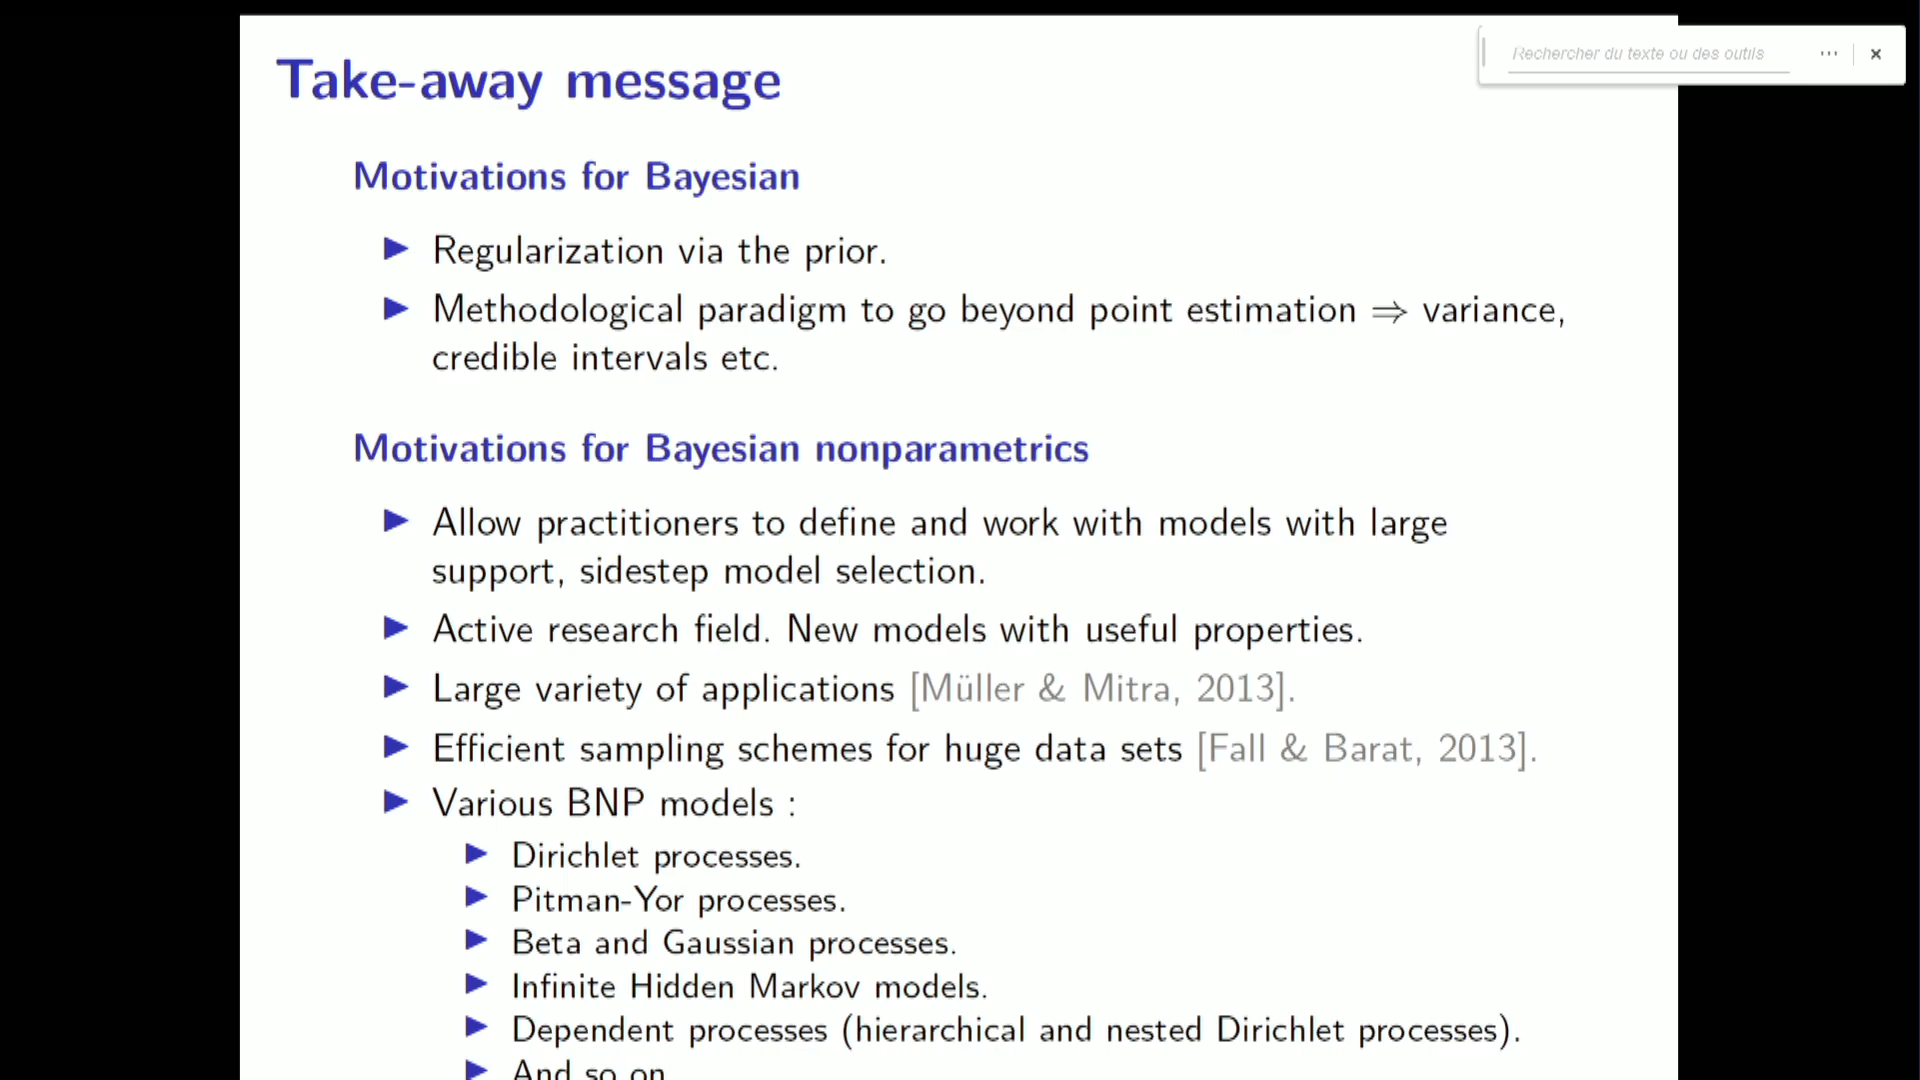 Take-away message
Rechercher du texte ou des outils
Motivations for Bayesian
Regularization via the prior.
Methodological paradigm to go beyond point estimation ⇒ variance,
credible intervals etc.
Motivations for Bayesian nonparametrics
Allow practitioners to define and work with models with large
support, sidestep model selection.
Active research field. New models with useful properties.
Large variety of applications [Müller & Mitra, 2013].
Efficient sampling schemes for huge data sets [Fall & Barat, 2013].
Various BNP models :
Dirichlet processes.
Pitman-Yor processes.
Beta and Gaussian processes.
Infinite Hidden Markov models.
Dependent processes (hierarchical and nested Dirichlet processes).
And so on